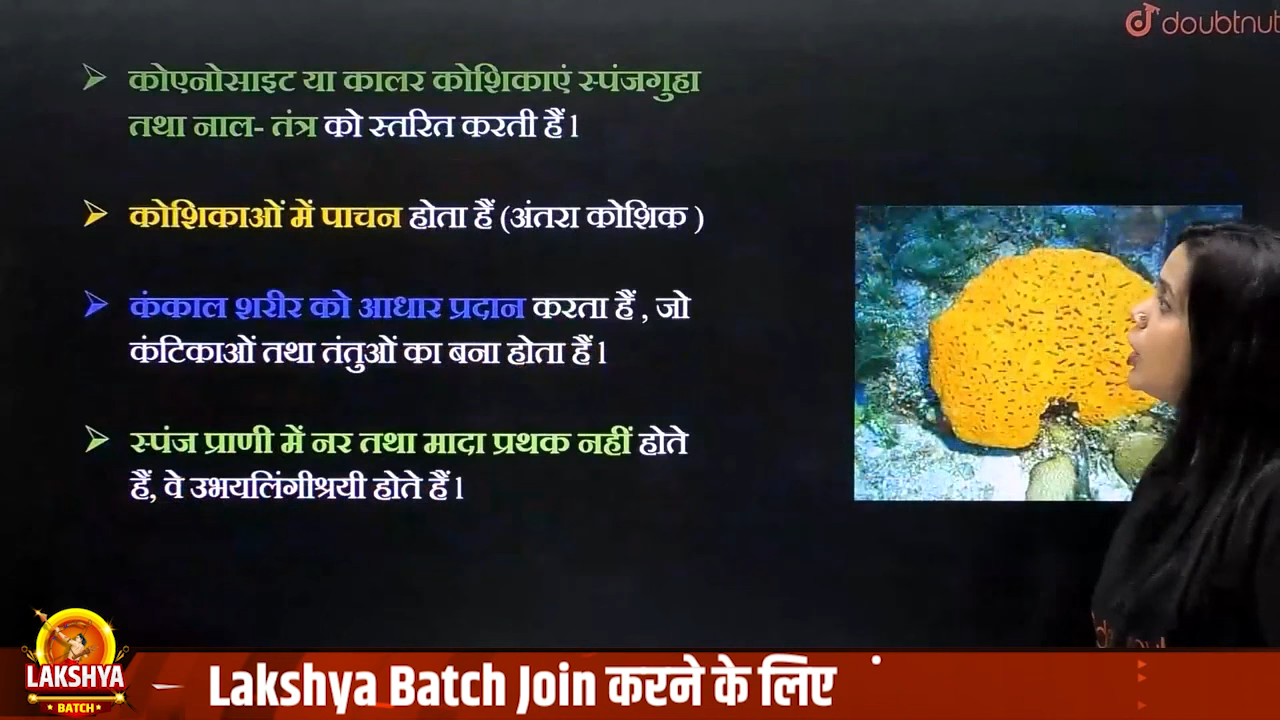 doubtnut
कोएनोसाइट या कालर कोशिकाएं स्पंजगुहा
तथा नाल- तंत्र को स्तरित करती हैं l
कोशिकाओं में पाचन होता हैं (अंतरा कोशिक )
कंकाल शरीर को आधार प्रदान करता हैं , जो
कंटिकाओं तथा तंतुओं का बना होता हैं l
स्पंज प्राणी में नर तथा मादा प्रथक नहीं होते
हैं, वे उभयलिंगीश्रयी होते हैं l
LAKSHYA
BATCH
Lakshya Batch Join करने के लिए